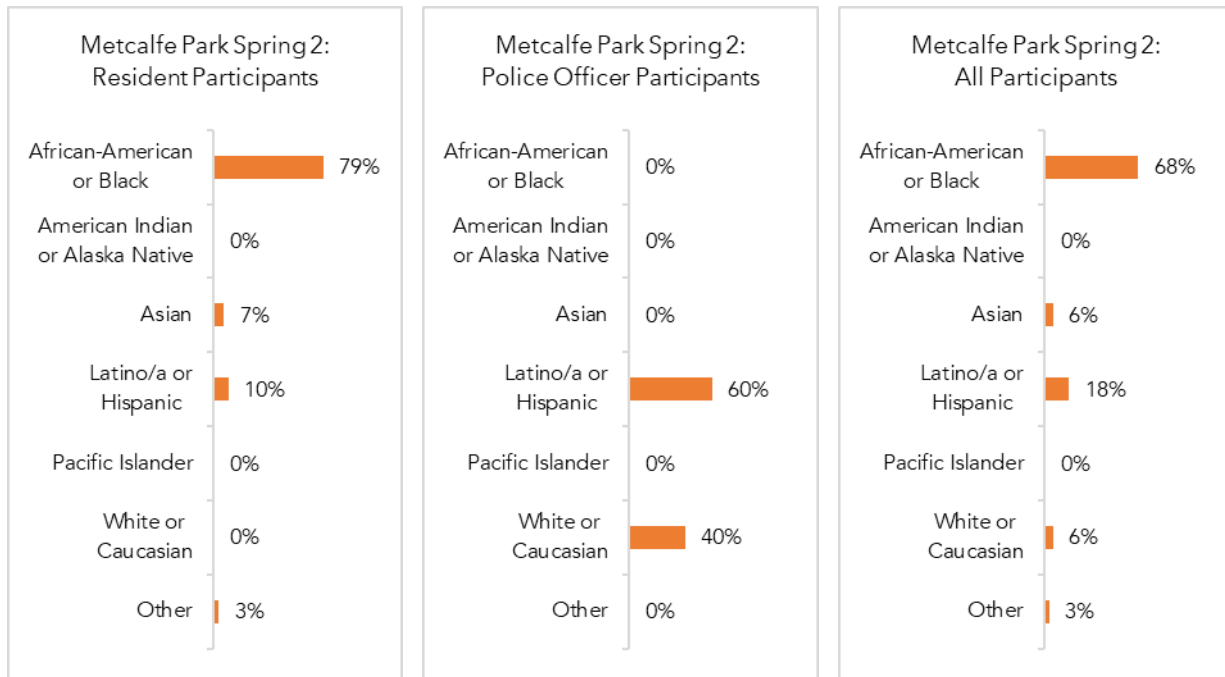 Metcalfe Park Spring 2:
Resident Participants
African-American
or Black
79%
American Indian
or Alaska Native
0%
Asian
7%
Latino/a or
Hispanic
10%
Pacific Islander
0%
White or
Caucasian
0%
Other
3%
Metcalfe Park Spring 2:
Police Officer Participants
African-American
or Black
0%
American Indian
or Alaska Native
0%
Asian
0%
Latino/a or
Hispanic
60%
Pacific Islander
0%
White or
Caucasian
40%
Other
0%
Metcalfe Park Spring 2:
All Participants
African-American
or Black
68%
American Indian
or Alaska Native
0%
Asian
6%
Latino/a or
Hispanic
18%
Pacific Islander
0%
White or
Caucasian
6%
Other
3%